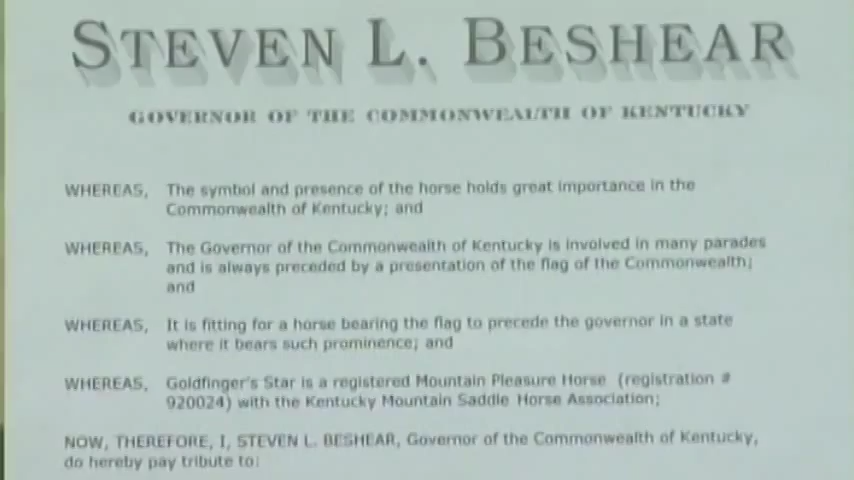 STEVEN L. BESHEAR
GOVERNOR OF THE COMMONWEALTH OF KENTUCKY
WHEREAS, The symbol and presence of the horse holds great importance in the
Commonwealth of Kentucky; and
WHEREAS, The Governor of the Commonwealth of Kentucky is involved in many parades
and is always preceded by a presentation of the flag of the Commonwealth;
and
WHEREAS, It is fitting for a horse bearing the flag to precede the governor in a state
where it bears such prominence; and
WHEREAS, Goldfinger's Star is a registered Mountain Pleasure Horse (registration #
920024) with the Kentucky Mountain Saddle Horse Association;
NOW, THEREFORE, I, STEVEN L. BESHEAR, Governor of the Commonwealth of Kentucky,
do hereby pay tribute to: